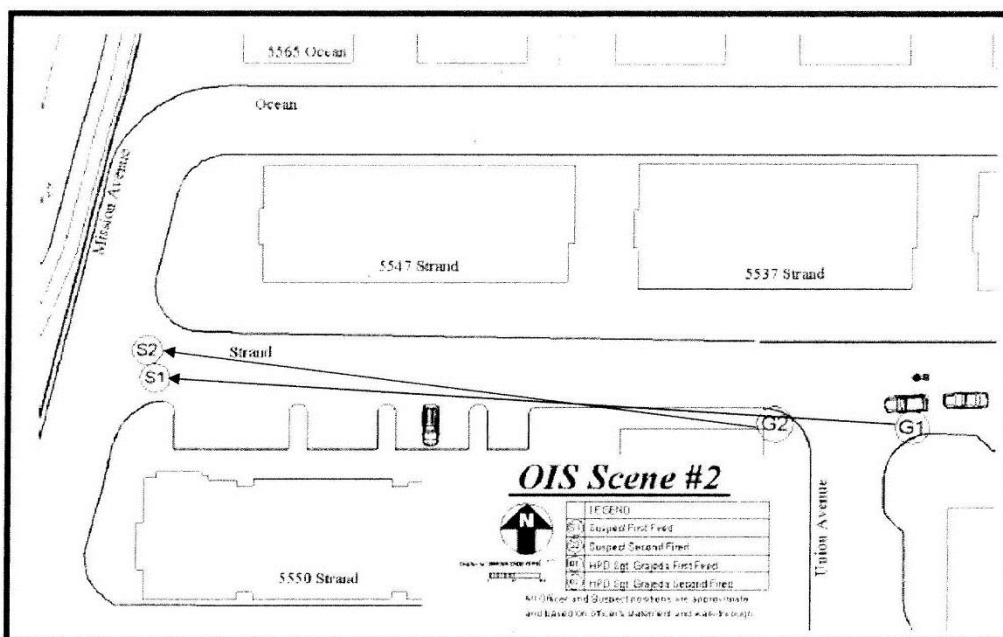 5565 Ocean
Ocean
Mission Avenue
5547 Strand
5537 Strand
S2
Strand
S1
G2
G1
OIS Scene #2
N
LEGEND
S1 Suspect First Fired
S2 Suspect Second Fired
HPD Sgt. Grajeda First Fired
HPD Sgt. Grajeda Second Fired
All Officer and Suspect positions are approximate
and based on officer's statement and walk-through.
Union Avenue
5550 Strand